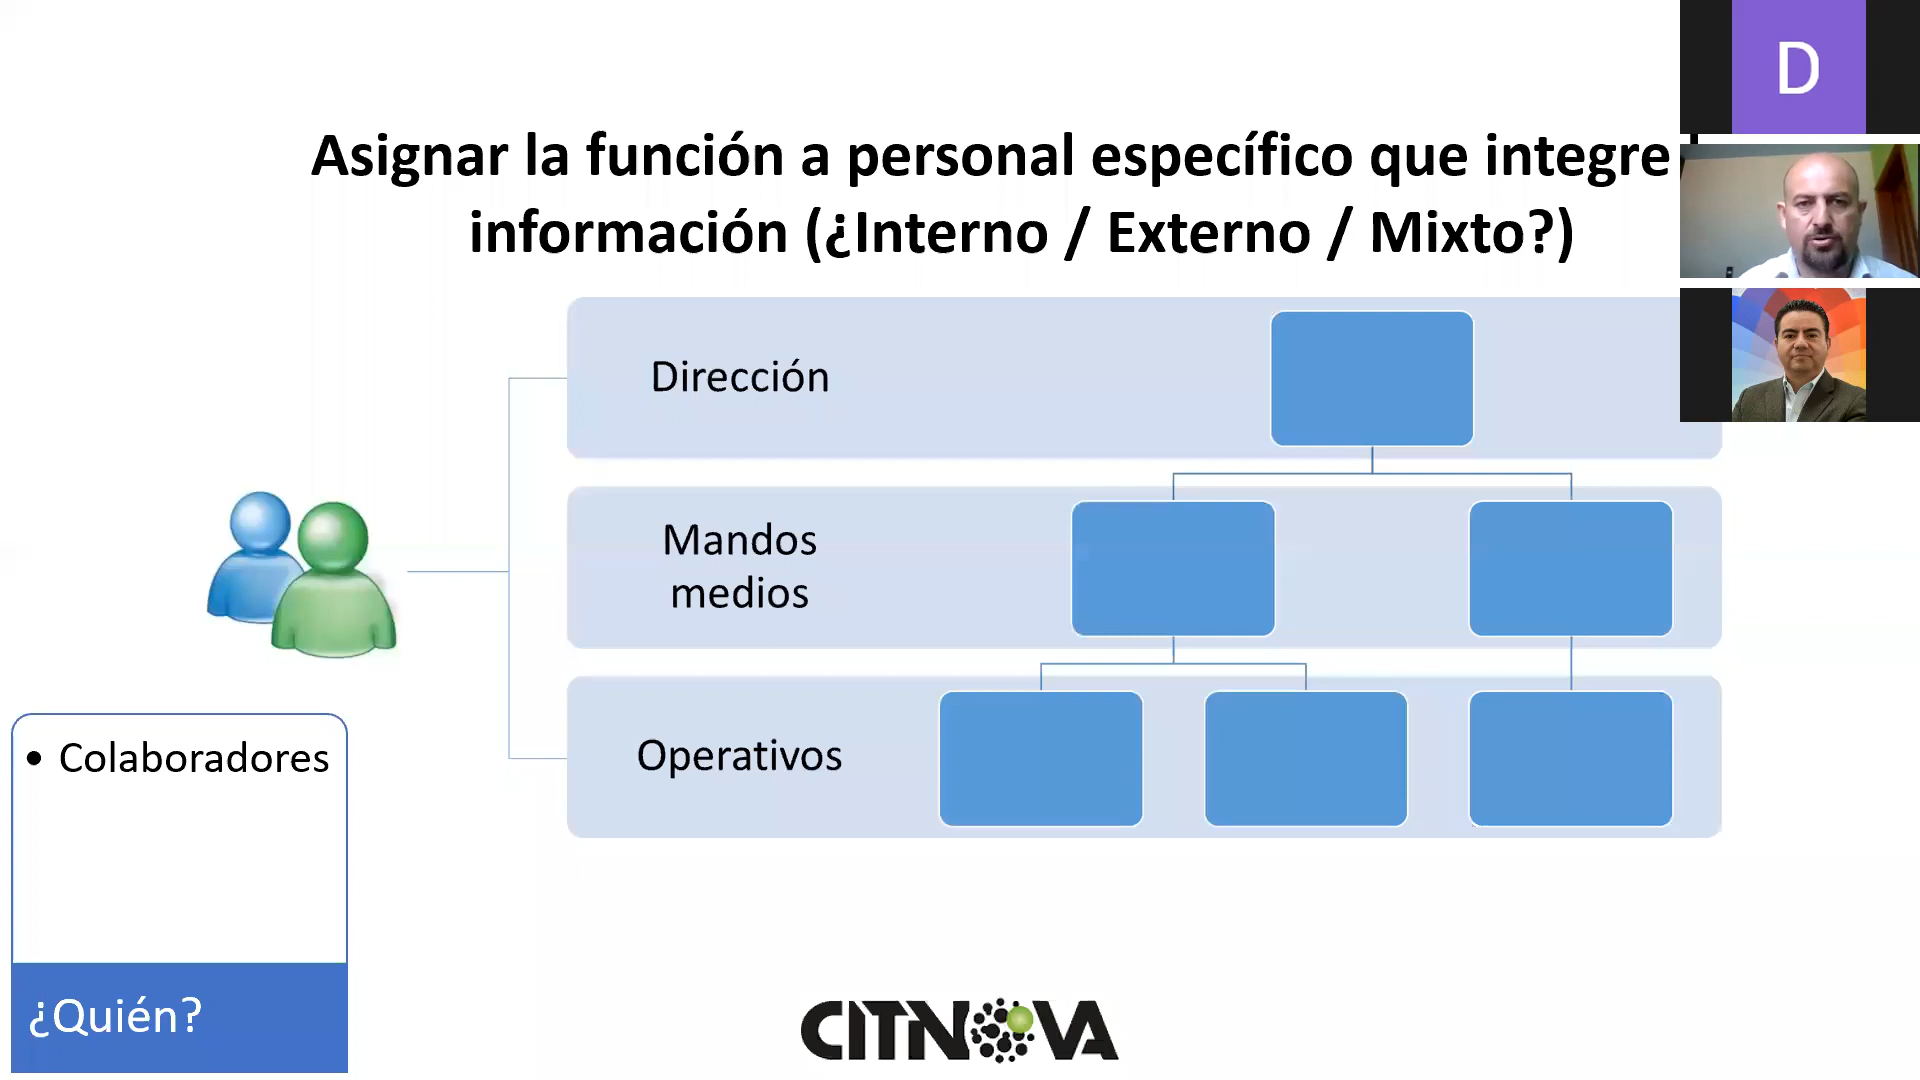 Asignar la función a personal específico que integre
información (¿Interno / Externo / Mixto?)
Dirección
Mandos
medios
Operativos
• Colaboradores
¿Quién?
CITNOVA
D